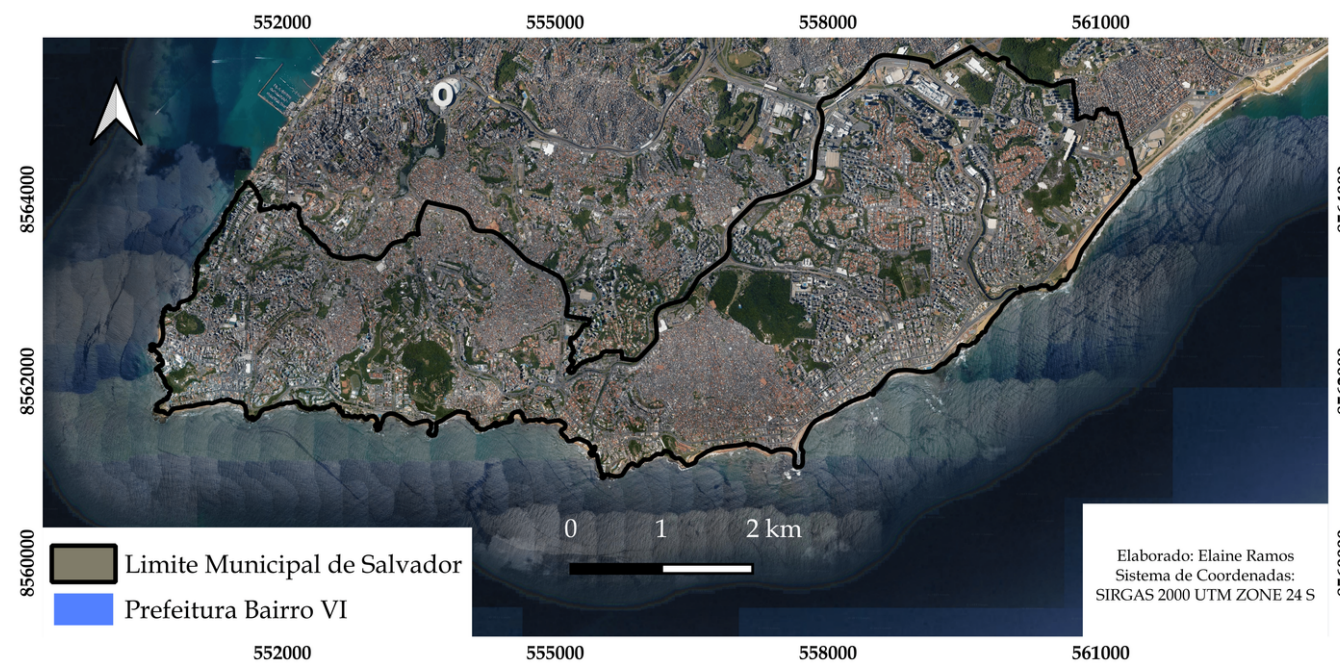 552000
555000
558000
561000
8564000
8562000
8560000
0
1
2 km
Limite Municipal de Salvador
Prefeitura Bairro VI
Elaborado: Elaine Ramos
Sistema de Coordenadas:
SIRGAS 2000 UTM ZONE 24 S
552000
555000
558000
561000